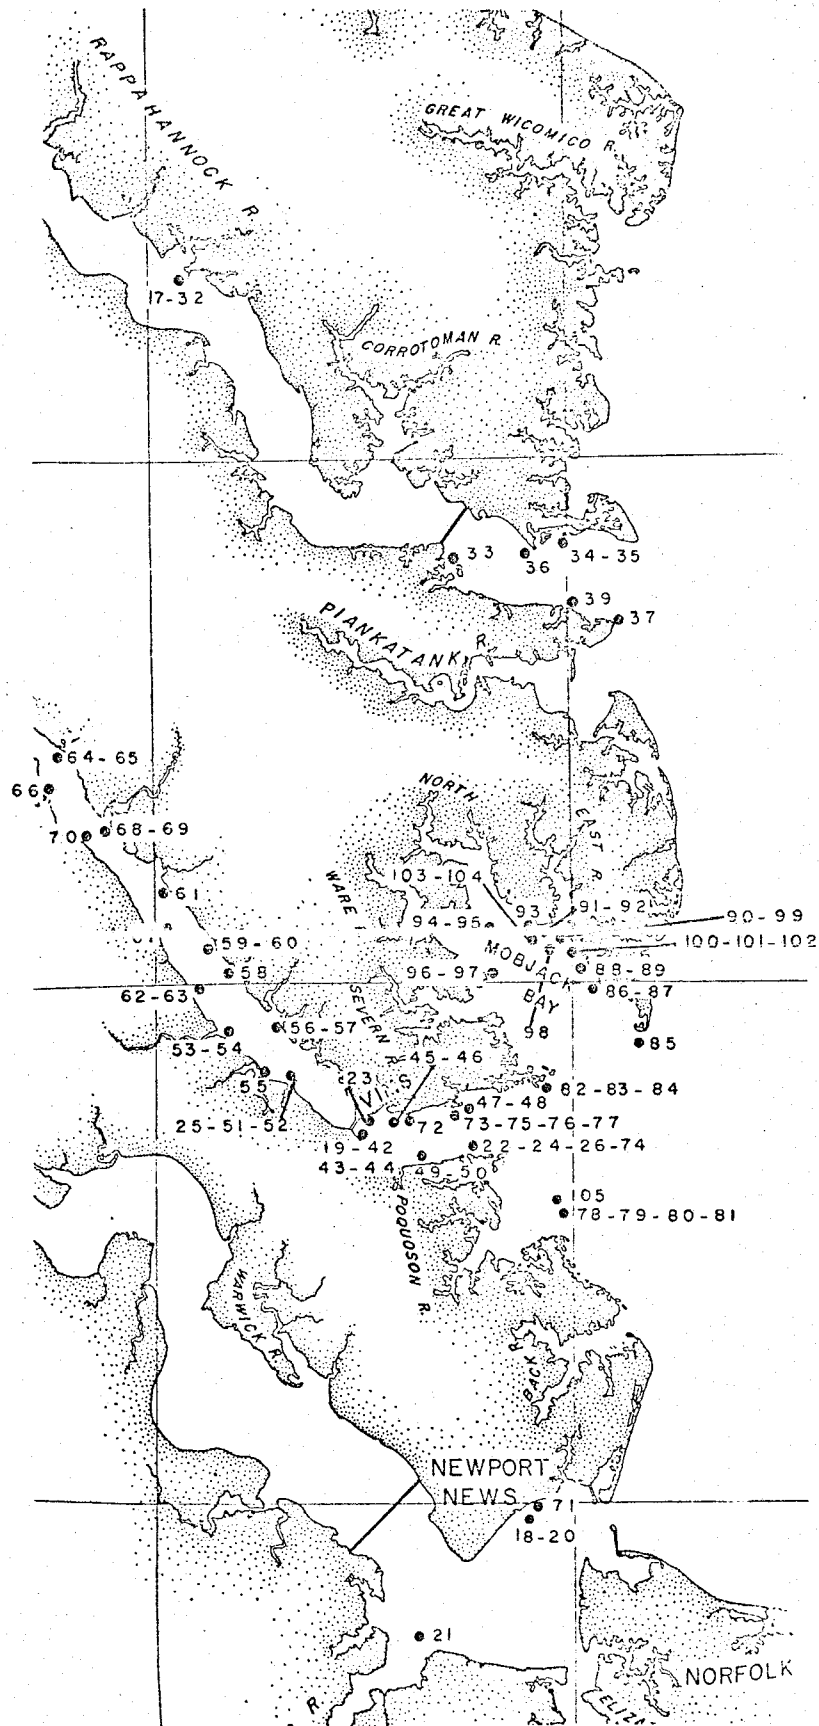 RAPPAHANNOCK R
GREAT WICOMICO R.
17-32
CORROTOMAN R
33
36
34-35
39
37
PIANKATANK R.
64-65
66
NORTH
70
68-69
EAST R.
103-104
61
WARE
93
91-92
94-95
90-99
59-60
MOBJACK BAY
100-101-102
58
96-97
88-89
62-63
86-87
SEVERN R.
98
56-57
53-54
45-46
85
55
23
82-83-84
47-48
25-51-52
72
73-75-76-77
19-42
22-24-26-74
43-44
49-50
105
POQUOSON R.
78-79-80-81
WARWICK R.
BACK R
NEWPORT NEWS
71
18-20
21
NORFOLK
R.